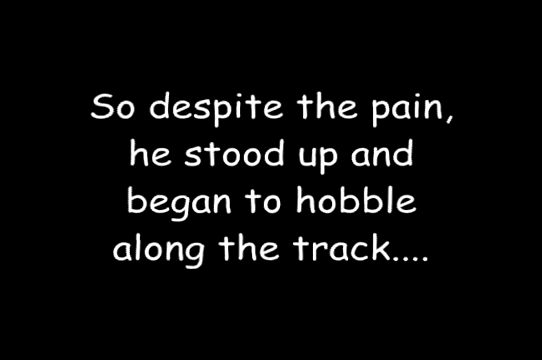 So despite the pain,
he stood up and
began to hobble
along the track....